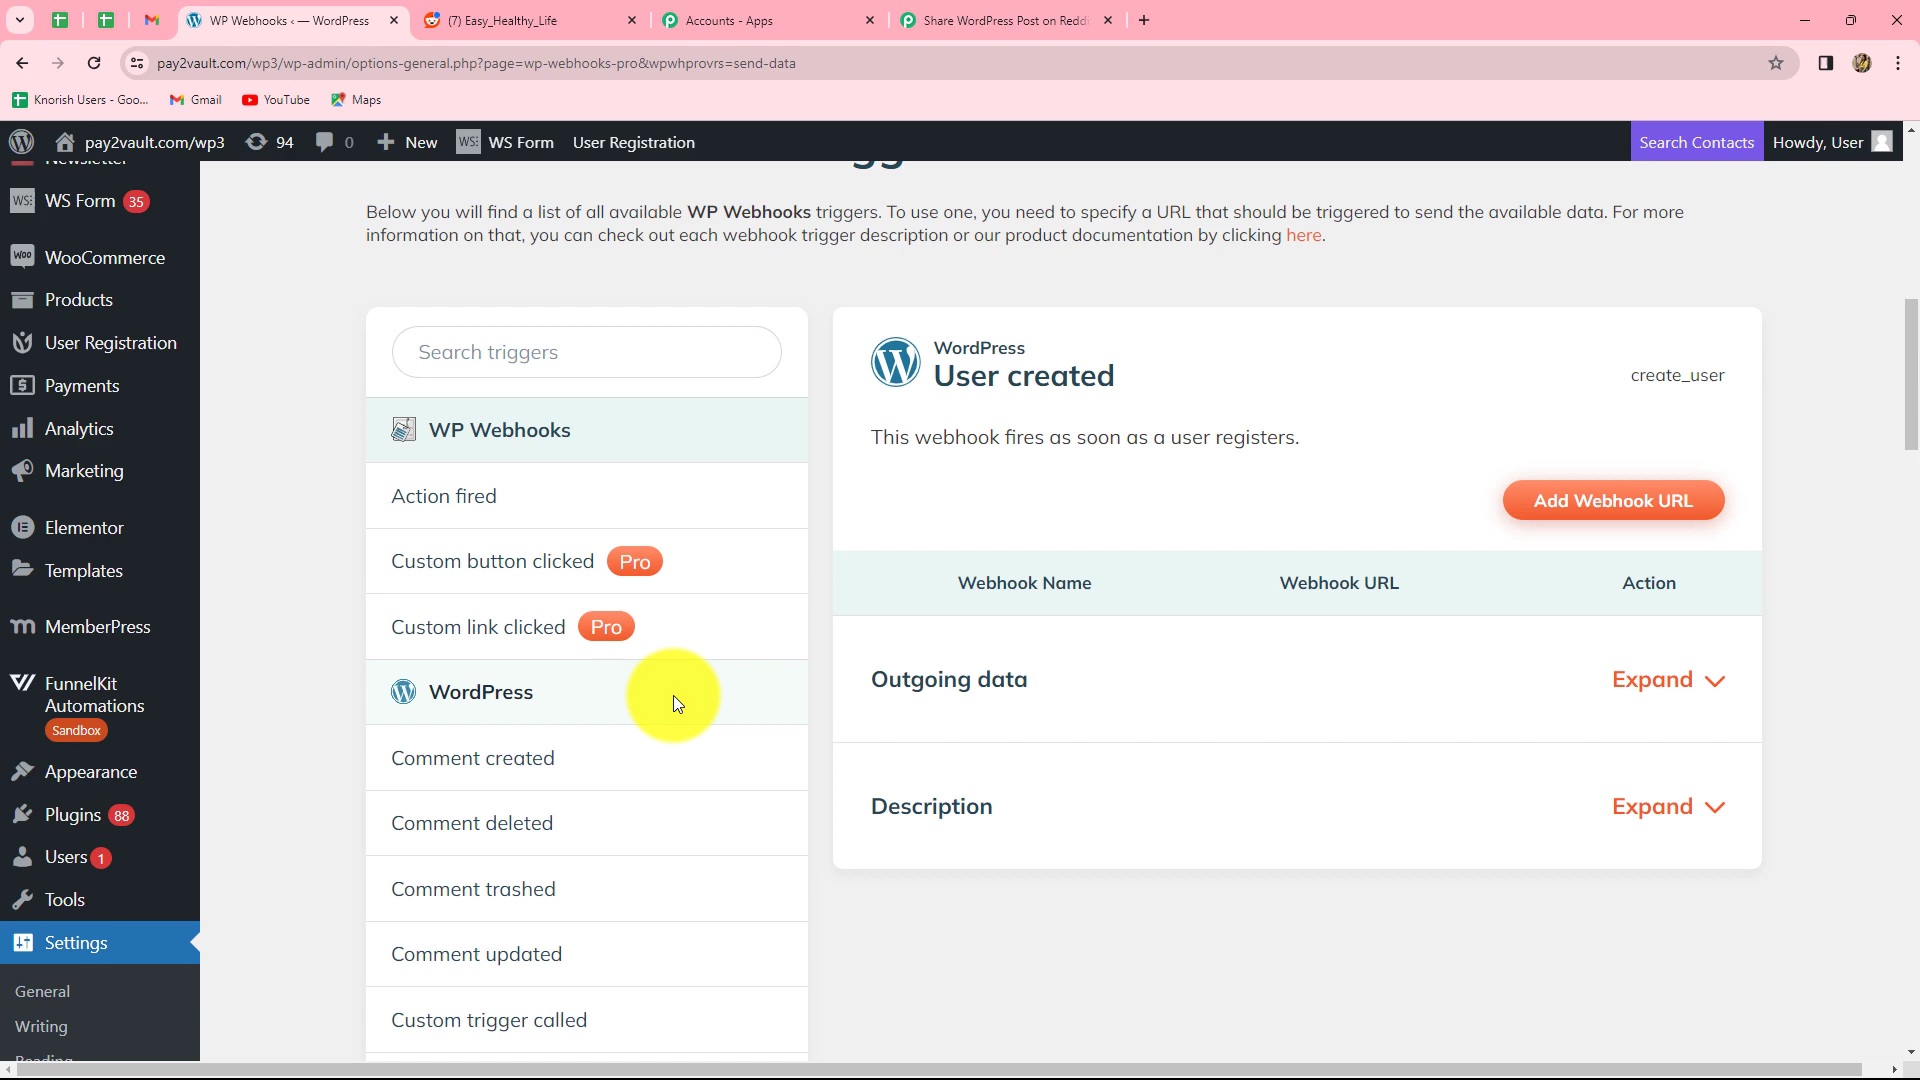 WP Webhooks ‹ — WordPress
(7) Easy_Healthy_Life
Accounts - Apps
Share WordPress Post on Reddi
pay2vault.com/wp3/wp-admin/options-general.php?page=wp-webhooks-pro&wpwhprovrs=send-data
Knorish Users - Goo...
Gmail
YouTube
Maps
pay2vault.com/wp3
94
0
New
WS Form
User Registration
Search Contacts
Howdy, User
Newsletter
WS Form 35
WooCommerce
Products
User Registration
Payments
Analytics
Marketing
Elementor
Templates
MemberPress
FunnelKit
Automations
Sandbox
Appearance
Plugins 88
Users 1
Tools
Settings
General
Writing
Reading
Below you will find a list of all available WP Webhooks triggers. To use one, you need to specify a URL that should be triggered to send the available data. For more
information on that, you can check out each webhook trigger description or our product documentation by clicking here.
Search triggers
WP Webhooks
Action fired
Custom button clicked Pro
Custom link clicked Pro
WordPress
Comment created
Comment deleted
Comment trashed
Comment updated
Custom trigger called
WordPress
User created
create_user
This webhook fires as soon as a user registers.
Add Webhook URL
Webhook Name
Webhook URL
Action
Outgoing data
Expand
Description
Expand